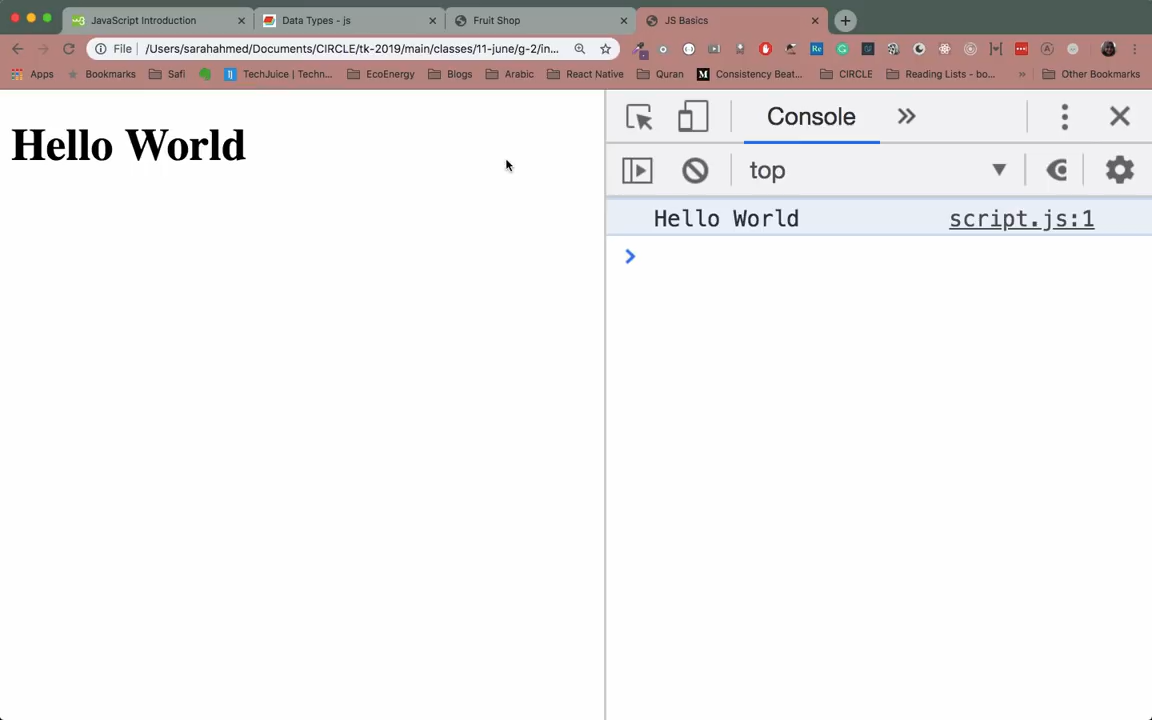 JavaScript Introduction
Data Types - js
Fruit Shop
JS Basics
File
/Users/sarahahmed/Documents/CIRCLE/tk-2019/main/classes/11-june/g-2/in...
Apps
Bookmarks
Safi
TechJuice | Techn...
EcoEnergy
Blogs
Arabic
React Native
Quran
Consistency Beat...
CIRCLE
Reading Lists - bo...
»
Other Bookmarks
Hello World
Console
top
Hello World script.js:1